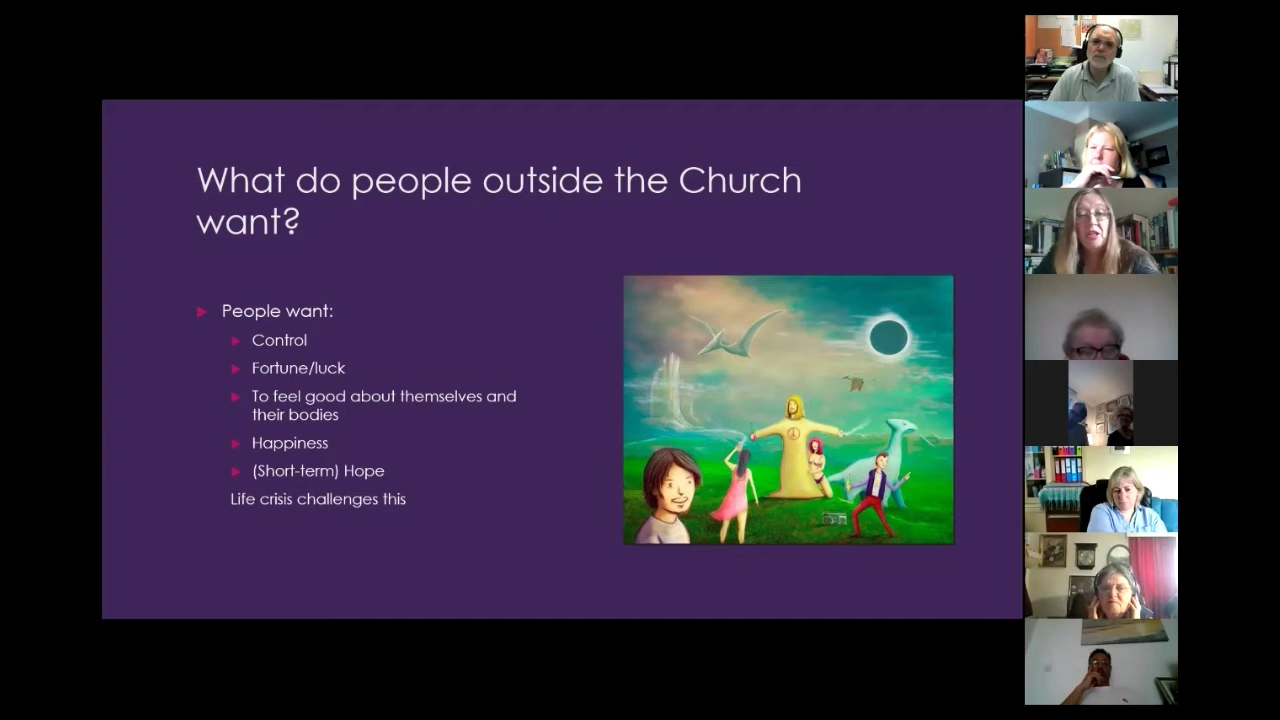 What do people outside the Church
want?
People want:
Control
Fortune/luck
To feel good about themselves and
their bodies
Happiness
(Short-term) Hope
Life crisis challenges this